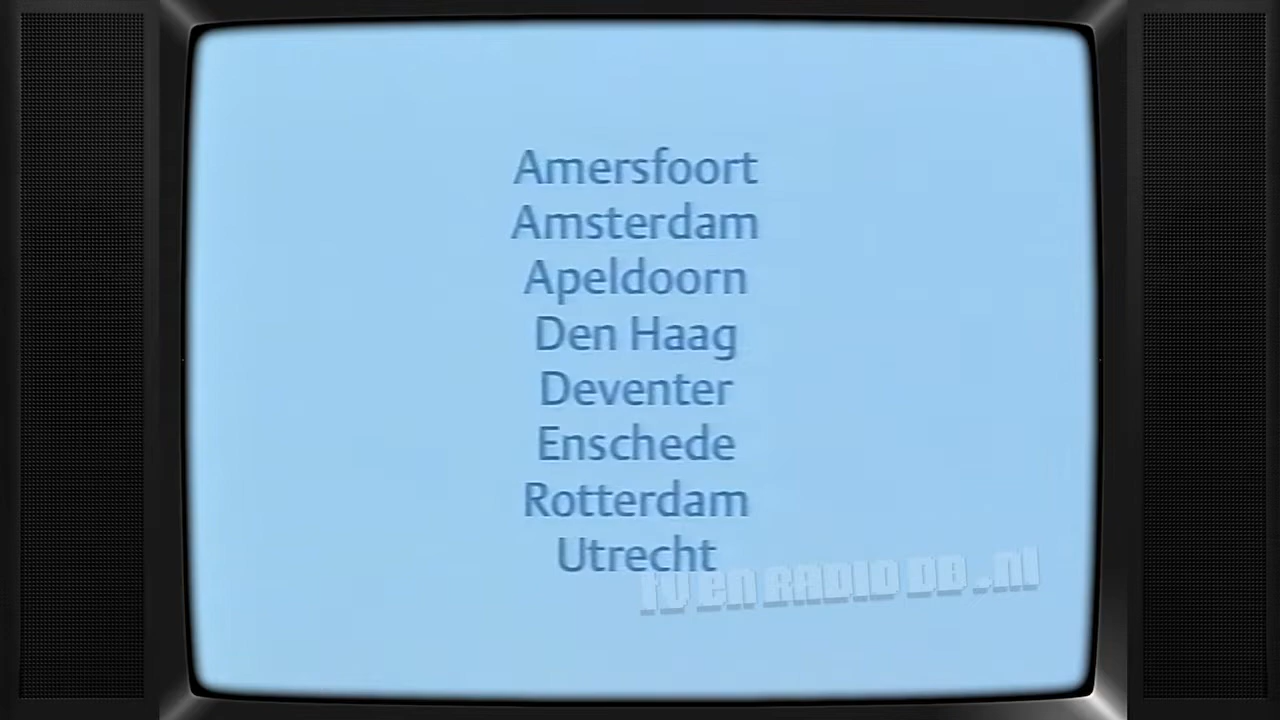 Amersfoort
Amsterdam
Apeldoorn
Den Haag
Deventer
Enschede
Rotterdam
Utrecht
TV en RADIO DB .nl